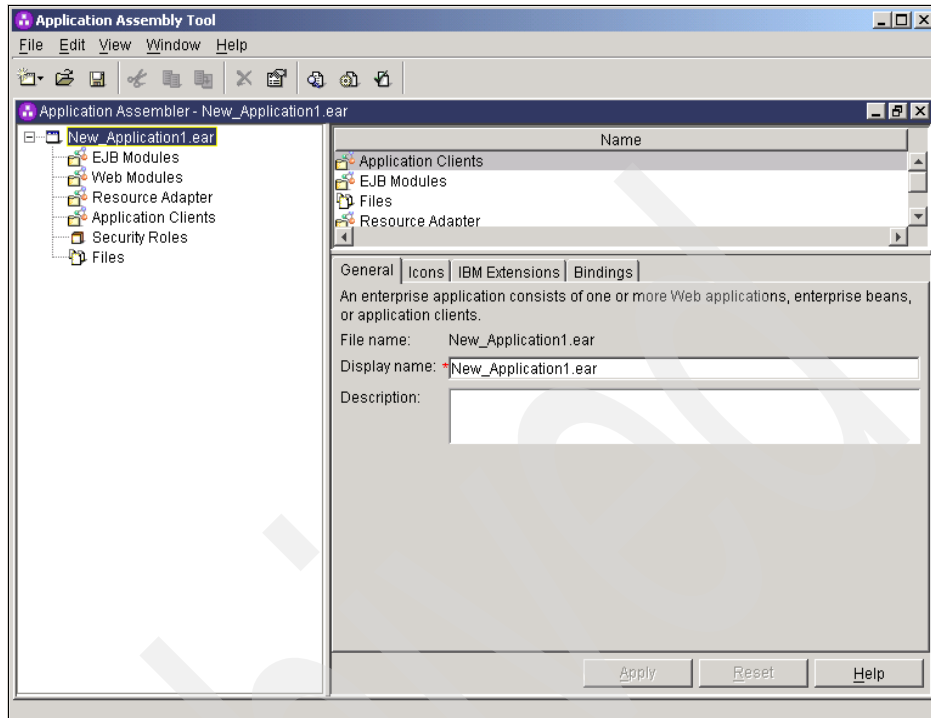 Application Assembly Tool
File Edit View Window Help
Application Assembler - New_Application1.ear
New_Application1.ear
EJB Modules
Web Modules
Resource Adapter
Application Clients
Security Roles
Files
Name
Application Clients
EJB Modules
Files
Resource Adapter
General Icons IBM Extensions Bindings
An enterprise application consists of one or more Web applications, enterprise beans,
or application clients.
File name: New_Application1.ear
Display name: *New_Application1.ear
Description:
Apply Reset Help